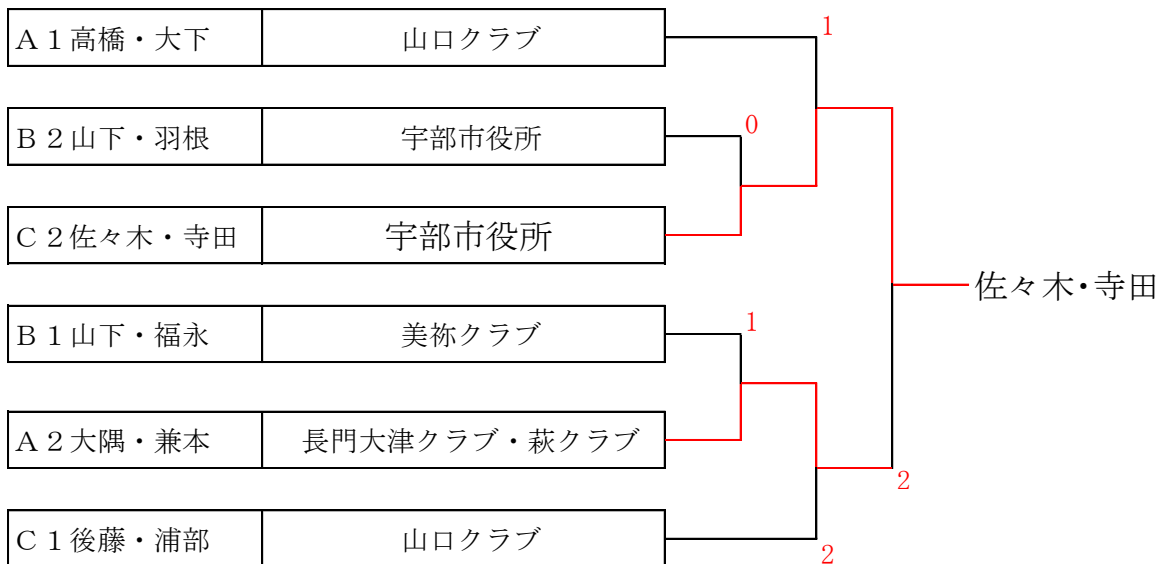 Ａ１高橋・大下 山口クラブ
1
Ｂ２山下・羽根 宇部市役所
0
Ｃ２佐々木・寺田 宇部市役所
佐々木・寺田
Ｂ１山下・福永 美祢クラブ
1
Ａ２大隅・兼本 長門大津クラブ・萩クラブ
2
Ｃ１後藤・浦部 山口クラブ
2